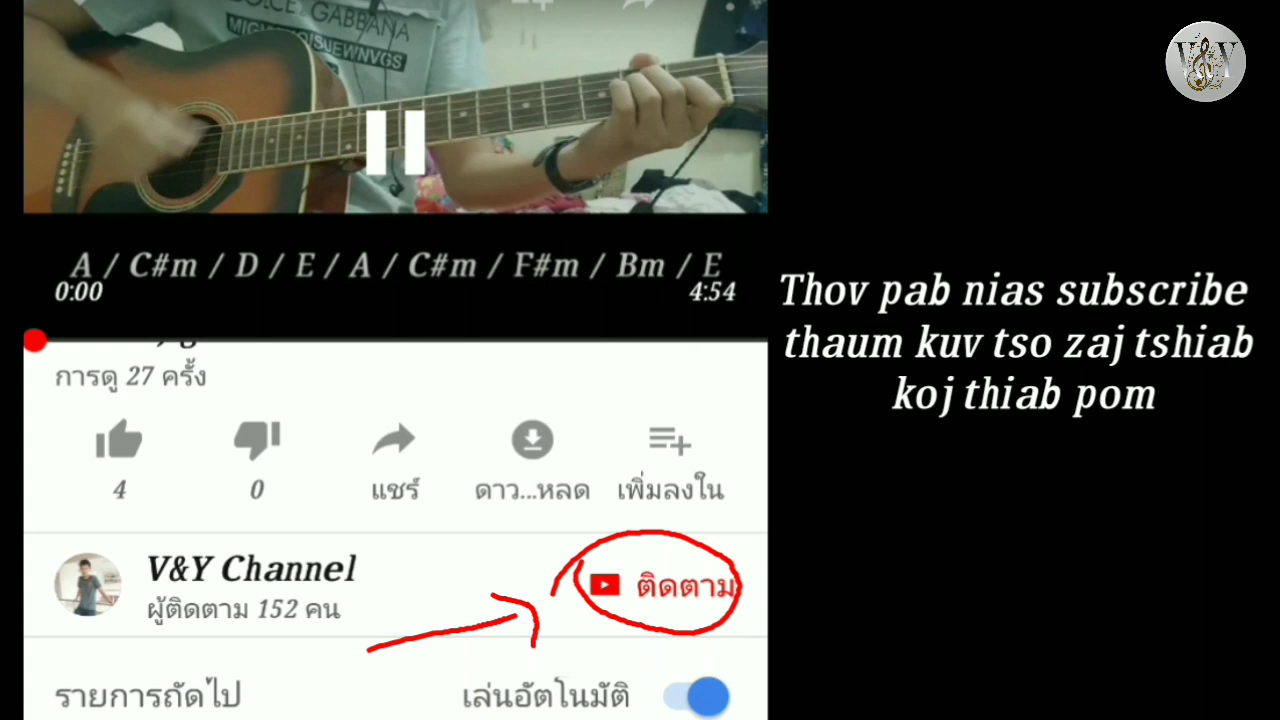 DOLCE & GABBANA
V&Y
A / C#m / D / E / A / C#m / F#m / Bm / E
0:00
4:54
Thov pab nias subscribe
thaum kuv tso zaj tshiab
koj thiab pom
การดู 27 ครั้ง
4
0
แชร์
ดาว...หลด
เพิ่มลงใน
V&Y Channel
ผู้ติดตาม 152 คน
ติดตาม
รายการถัดไป
เล่นอัตโนมัติ